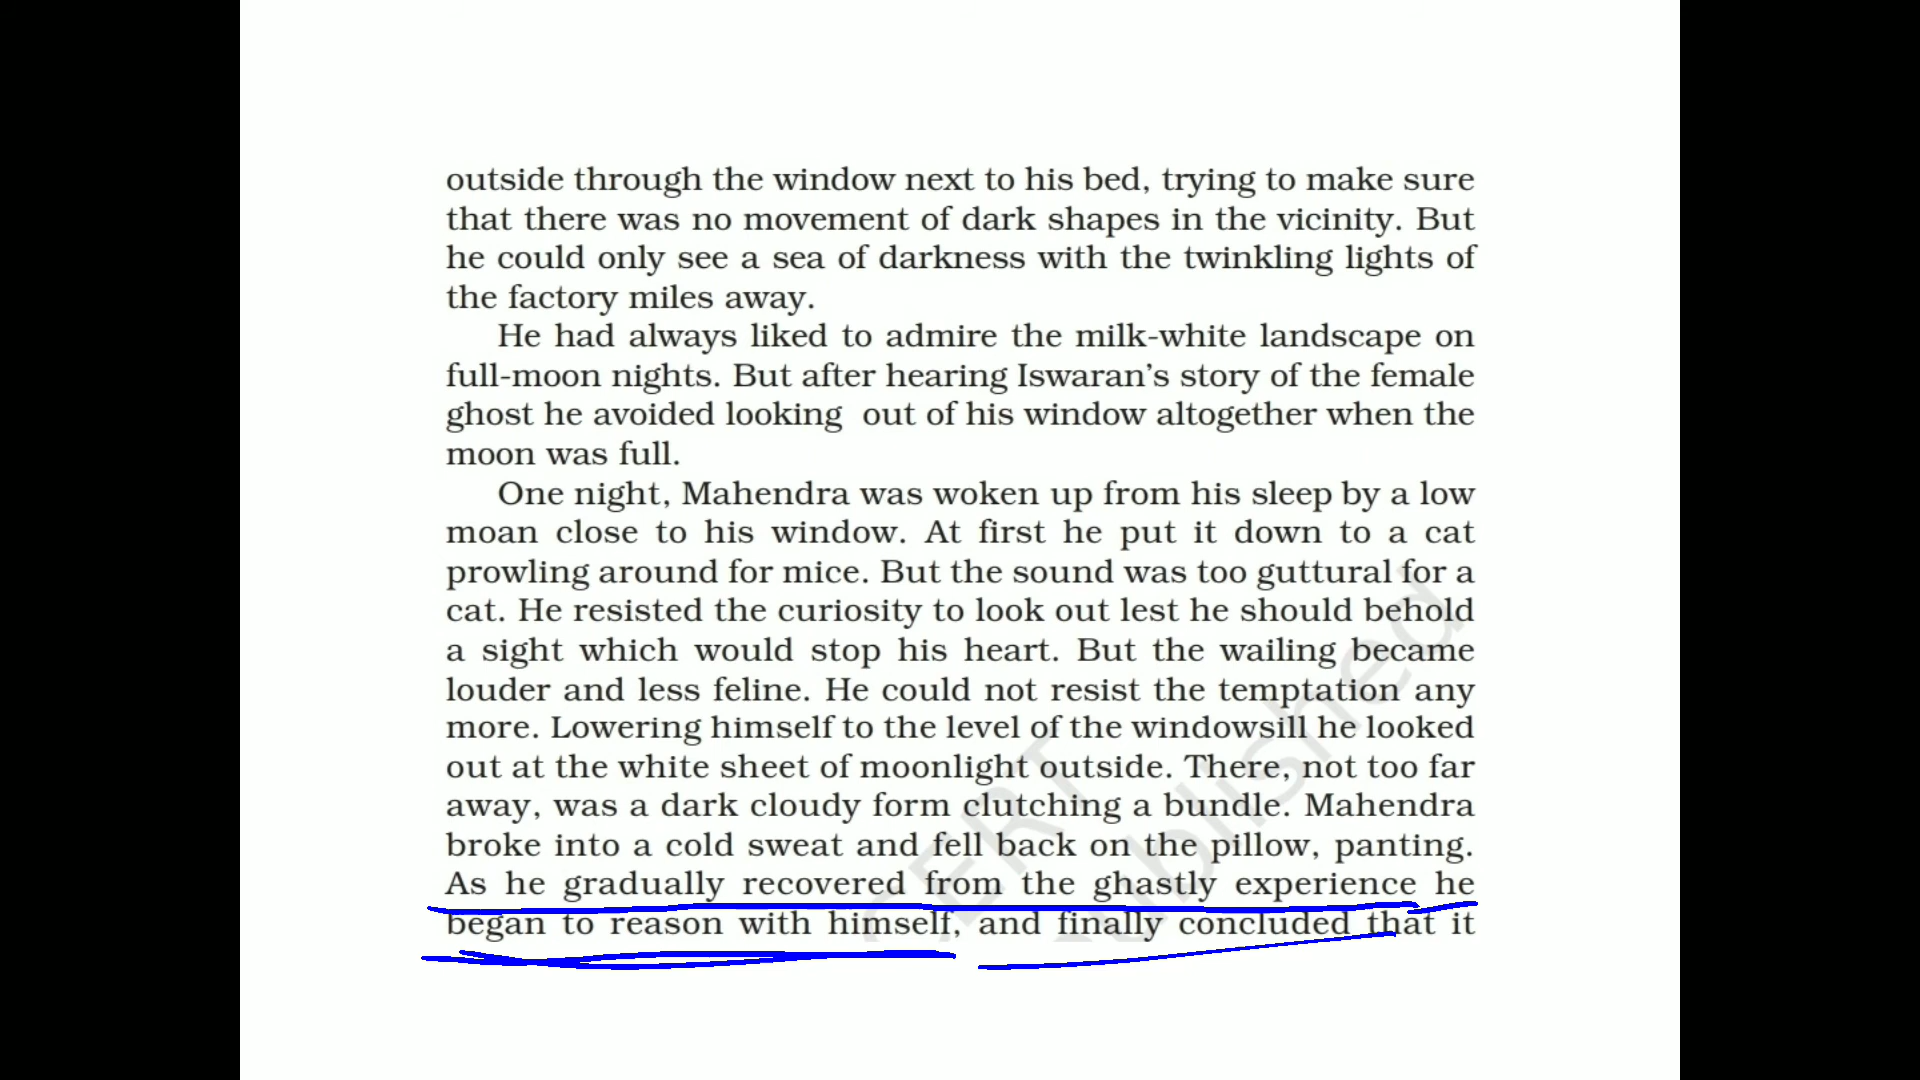 outside through the window next to his bed, trying to make sure
that there was no movement of dark shapes in the vicinity. But
he could only see a sea of darkness with the twinkling lights of
the factory miles away.
He had always liked to admire the milk-white landscape on
full-moon nights. But after hearing Iswaran’s story of the female
ghost he avoided looking out of his window altogether when the
moon was full.
One night, Mahendra was woken up from his sleep by a low
moan close to his window. At first he put it down to a cat
prowling around for mice. But the sound was too guttural for a
cat. He resisted the curiosity to look out lest he should behold
a sight which would stop his heart. But the wailing became
louder and less feline. He could not resist the temptation any
more. Lowering himself to the level of the windowsill he looked
out at the white sheet of moonlight outside. There, not too far
away, was a dark cloudy form clutching a bundle. Mahendra
broke into a cold sweat and fell back on the pillow, panting.
As he gradually recovered from the ghastly experience he
began to reason with himself, and finally concluded that it